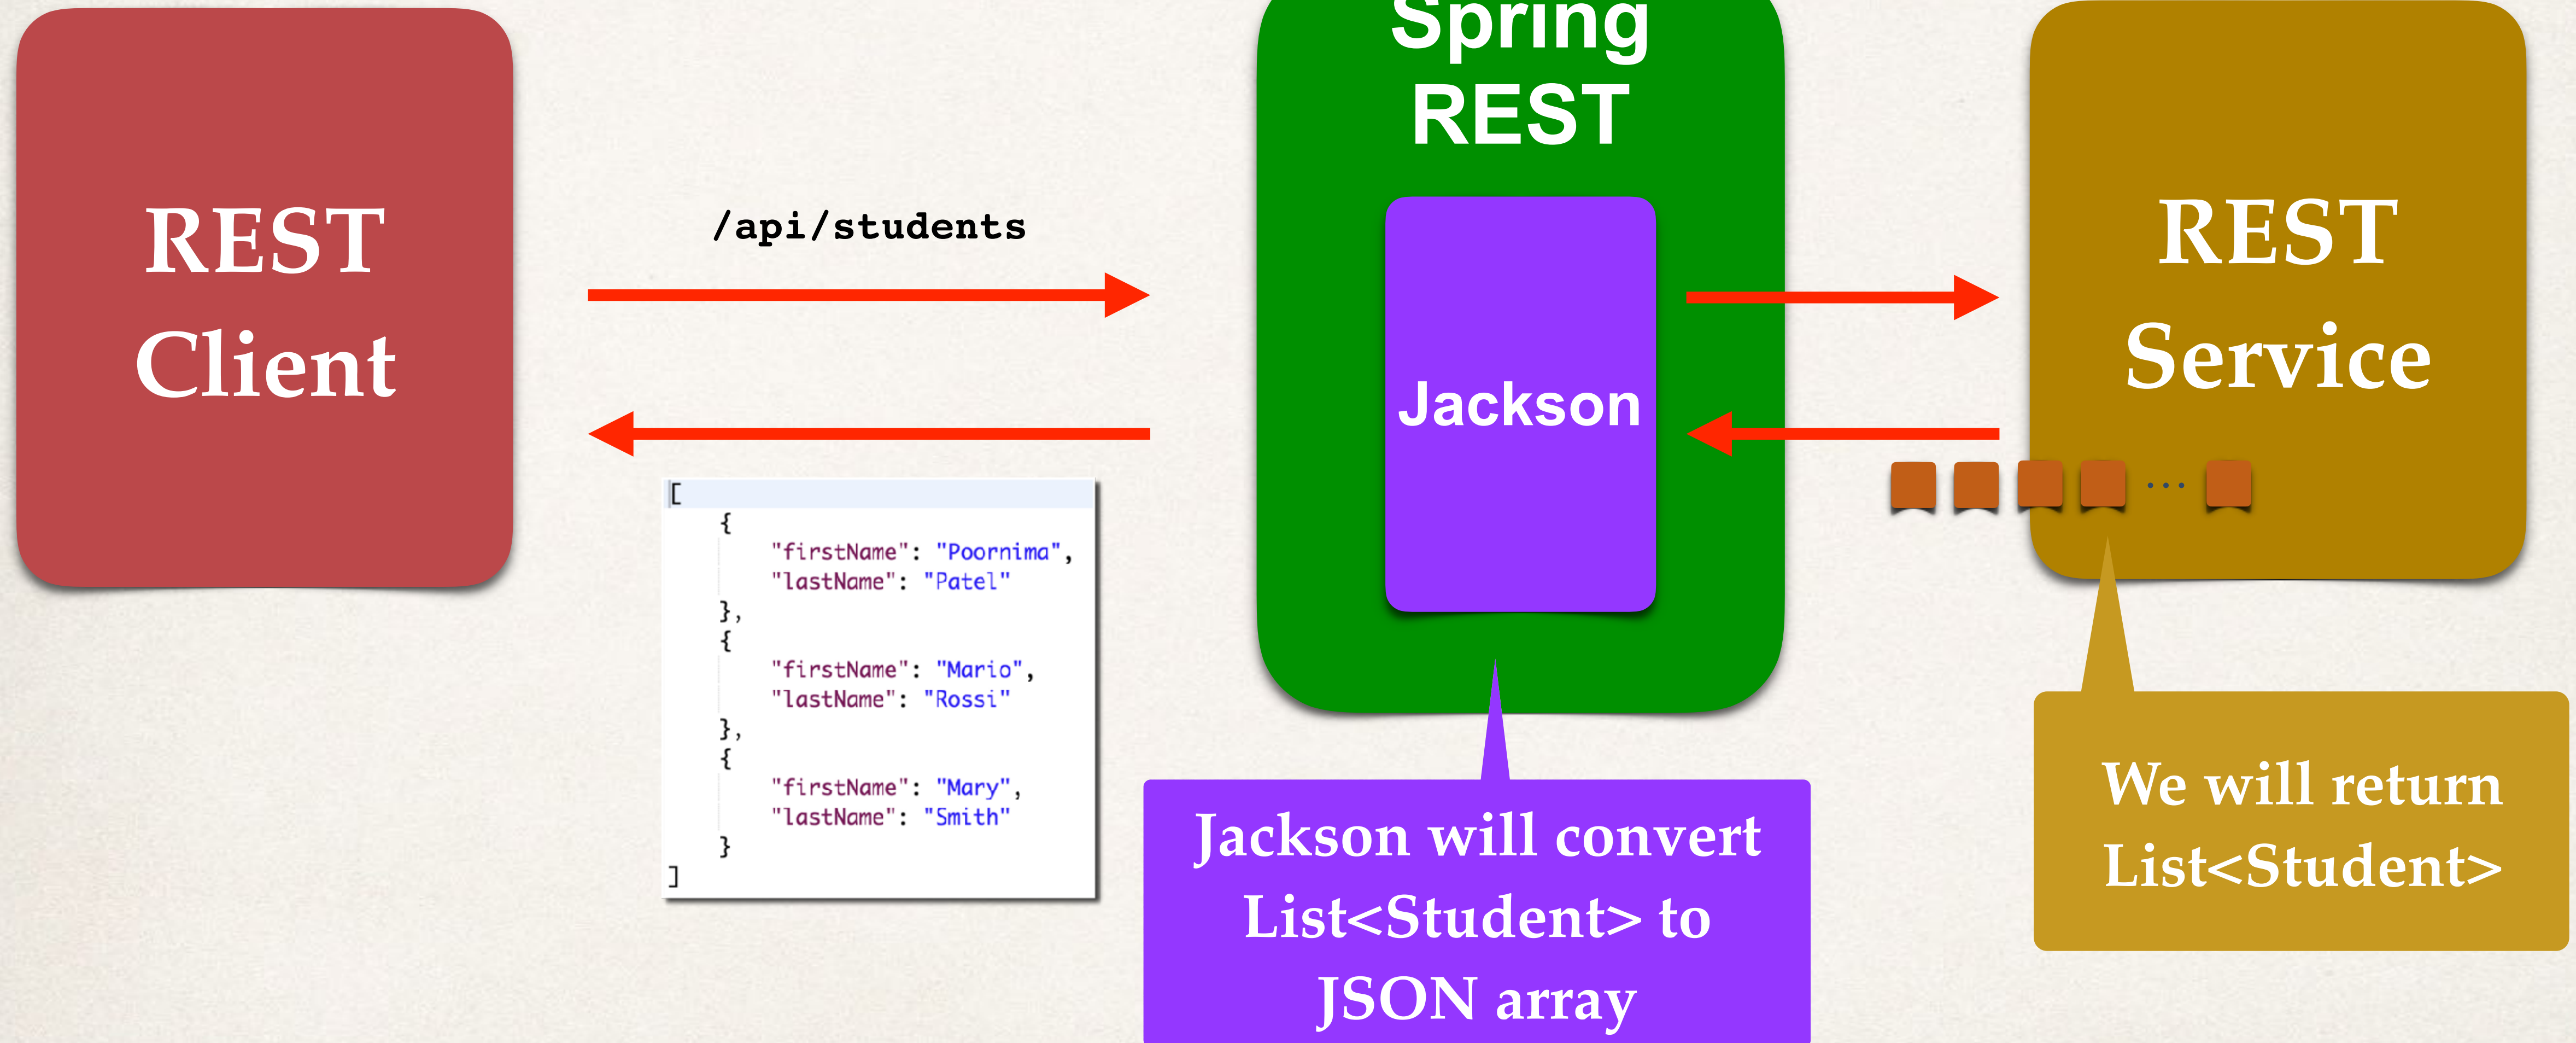 REST
Client
/api/students
[
{
"firstName": "Poornima",
"lastName": "Patel"
},
{
"firstName": "Mario",
"lastName": "Rossi"
},
{
"firstName": "Mary",
"lastName": "Smith"
}
]
Spring
REST
Jackson
Jackson will convert
List<Student> to
JSON array
REST
Service
...
We will return
List<Student>